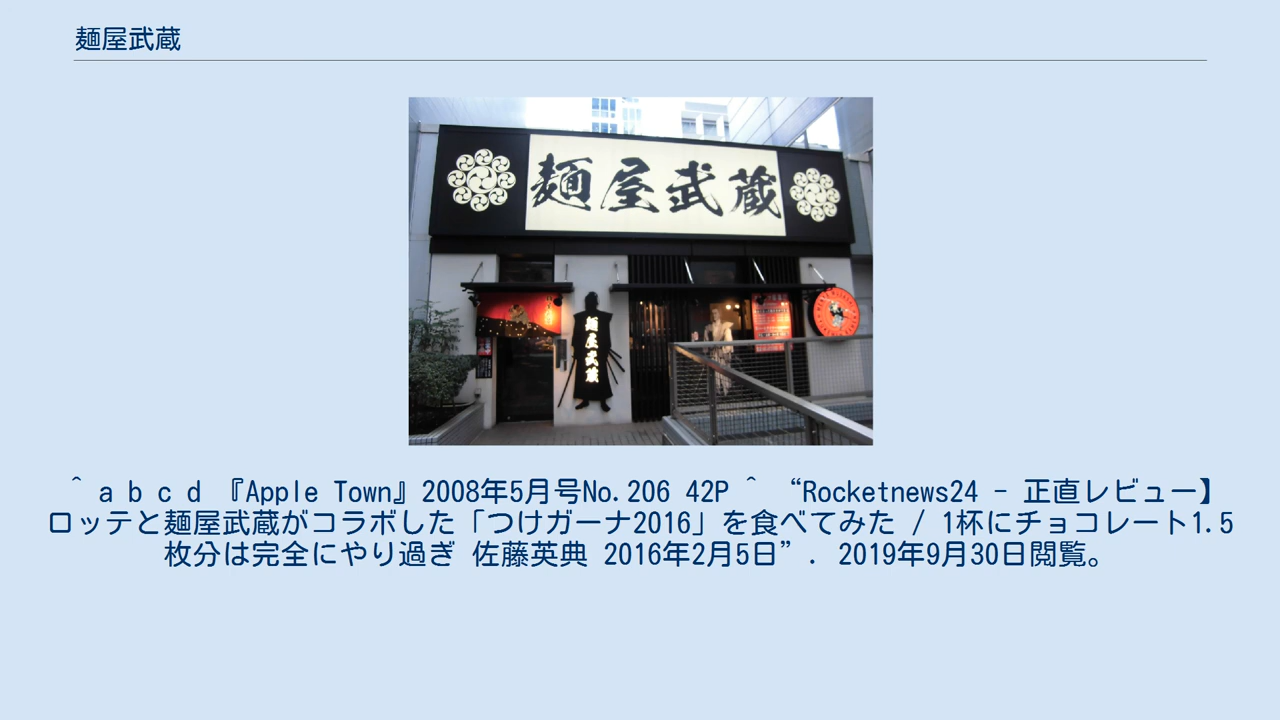 麺屋武蔵
麺屋武蔵
麺屋武蔵
^ a b c d 『Apple Town』2008年5月号No.206 42P ^ “Rocketnews24 - 正直レビュー】
ロッテと麺屋武蔵がコラボした「つけガーナ2016」を食べてみた / 1杯にチョコレート1.5
枚分は完全にやり過ぎ 佐藤英典 2016年2月5日”. 2019年9月30日閲覧。